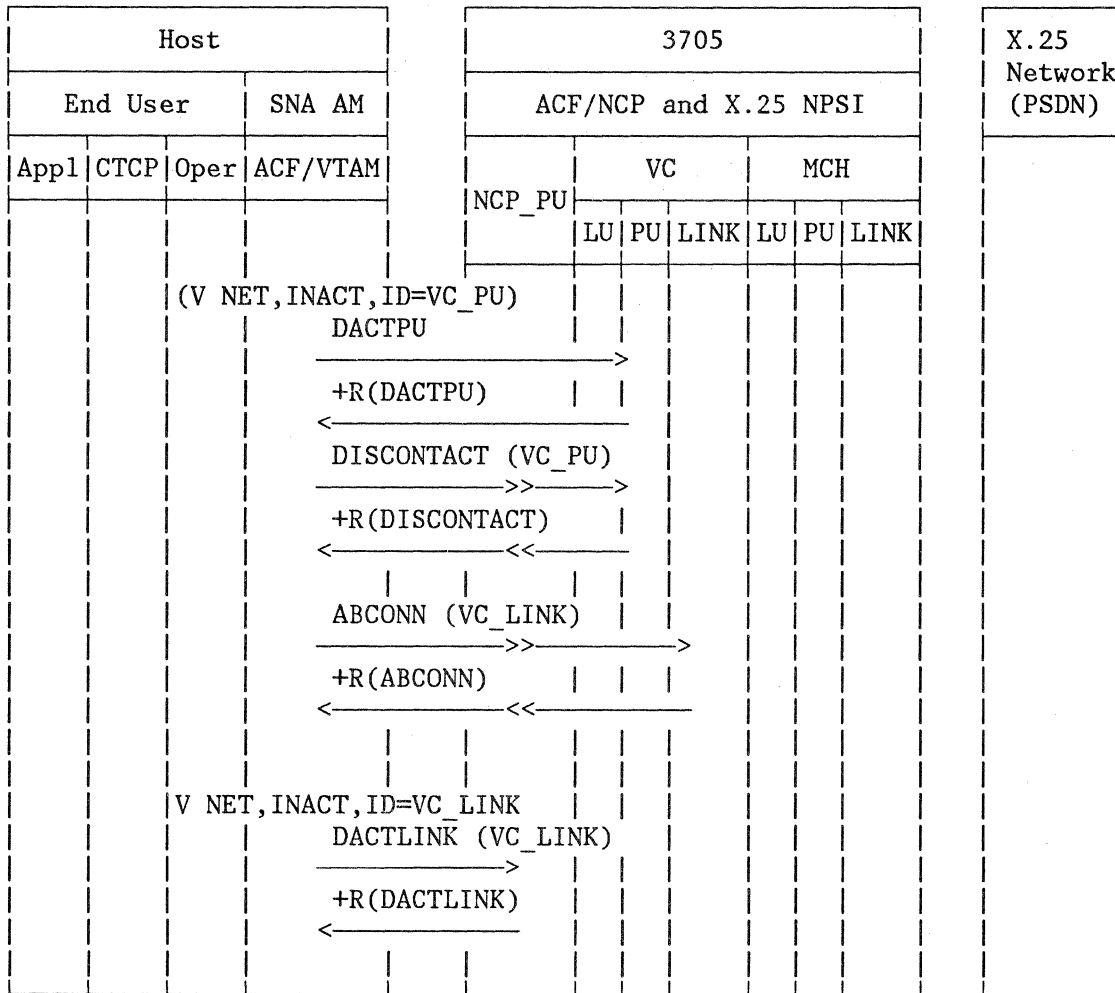 Host 3705 X.25
Network
End User SNA AM ACF/NCP and X.25 NPSI (PSDN)
Appl CTCP Oper ACF/VTAM VC MCH
NCP_PU
LU PU LINK LU PU LINK
(V NET,INACT,ID=VC_PU)
DACTPU
+R(DACTPU)
DISCONTACT (VC_PU)
+R(DISCONTACT)
ABCONN (VC_LINK)
+R(ABCONN)
V NET,INACT,ID=VC_LINK
DACTLINK (VC_LINK)
+R(DACTLINK)